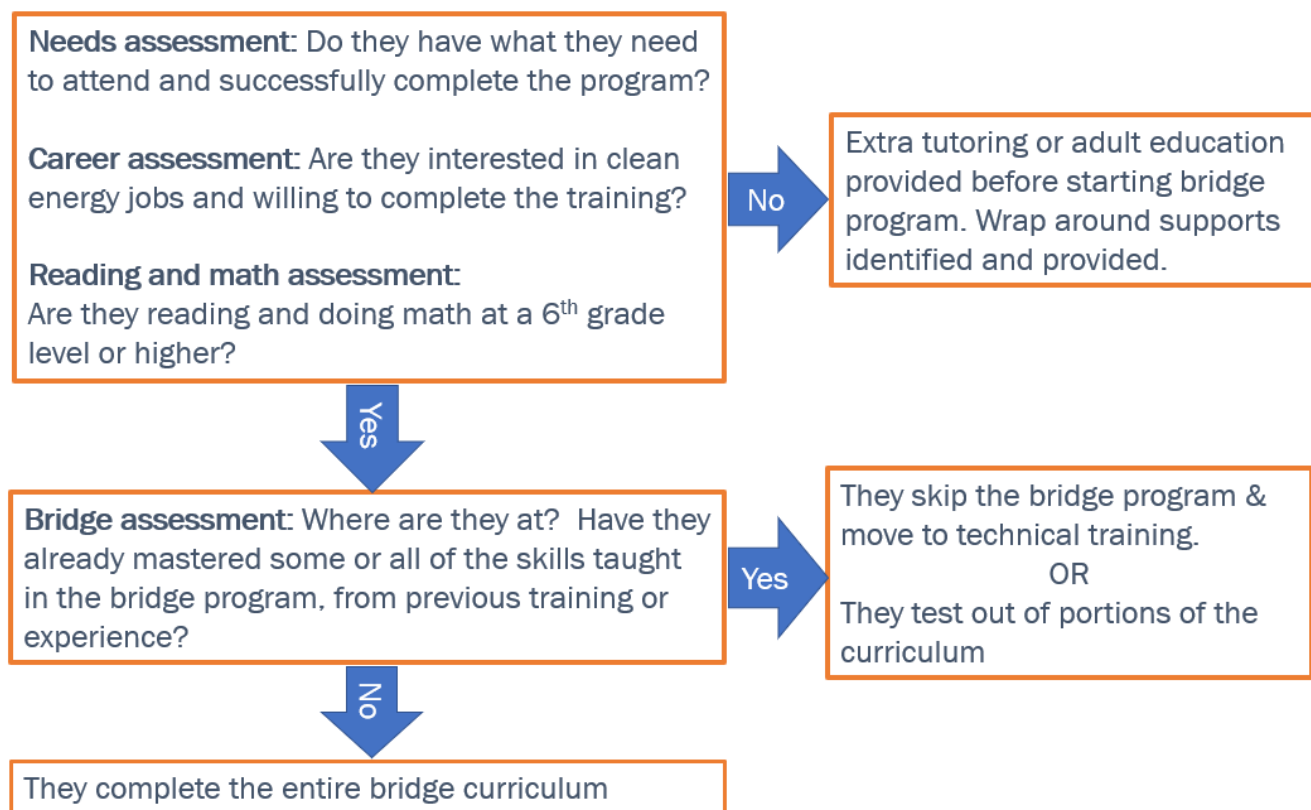 Needs assessment: Do they have what they need
to attend and successfully complete the program?
Career assessment: Are they interested in clean
energy jobs and willing to complete the training?
Reading and math assessment:
Are they reading and doing math at a 6th grade
level or higher?
No
Extra tutoring or adult education
provided before starting bridge
program. Wrap around supports
identified and provided.
Yes
Bridge assessment: Where are they at?  Have they
already mastered some or all of the skills taught
in the bridge program, from previous training or
experience?
Yes
They skip the bridge program &
move to technical training.
OR
They test out of portions of the
curriculum
No
They complete the entire bridge curriculum